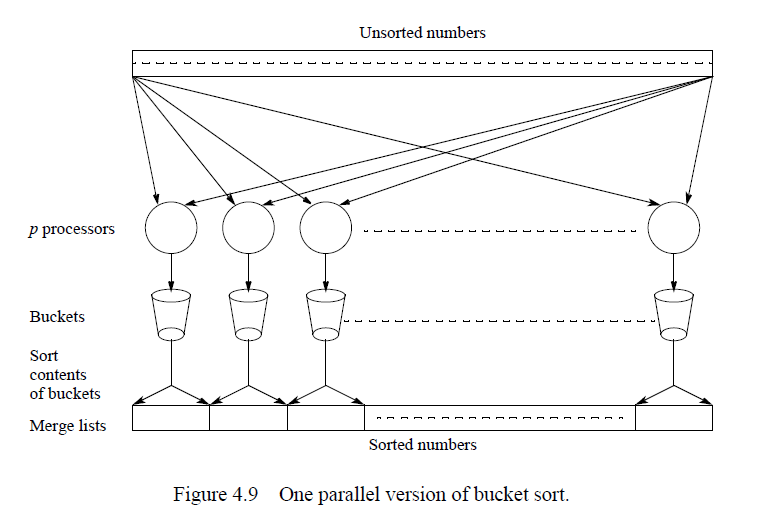 Unsorted numbers
p processors
Buckets
Sort
contents
of buckets
Merge lists
Sorted numbers
Figure 4.9 One parallel version of bucket sort.